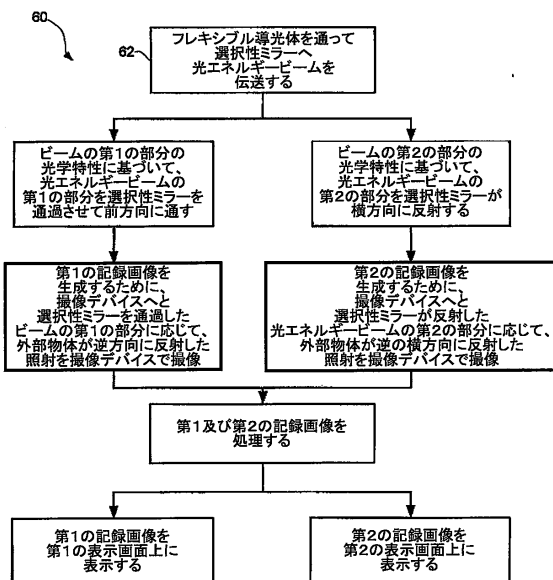 60
62
フレキシブル導光体を通って
選択性ミラーへ
光エネルギービームを
伝送する
ビームの第1の部分の
光学特性に基づいて、
光エネルギービームの
第1の部分を選択性ミラーを
通過させて前方向に通す
ビームの第2の部分の
光学特性に基づいて、
光エネルギービームの
第2の部分を選択性ミラーが
横方向に反射する
第1の記録画像を
生成するために、
撮像デバイスへと
選択性ミラーを通過した
ビームの第1の部分に応じて、
外部物体が逆方向に反射した
照射を撮像デバイスで撮像
第2の記録画像を
生成するために、
撮像デバイスへと
選択性ミラーが反射した
光エネルギービームの第2の部分に応じて、
外部物体が逆の横方向に反射した
照射を撮像デバイスで撮像
第1及び第2の記録画像を
処理する
第1の記録画像を
第1の表示画面上に
表示する
第2の記録画像を
第2の表示画面上に
表示する